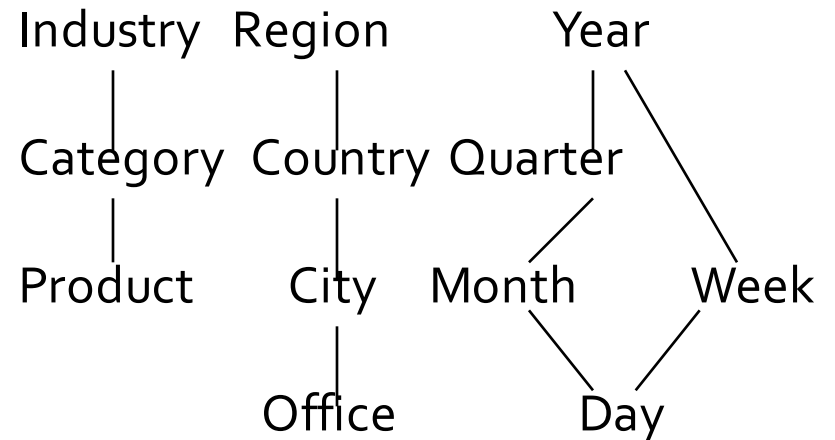 Industry Region Year
Category Country Quarter
Product City Month Week
Office Day